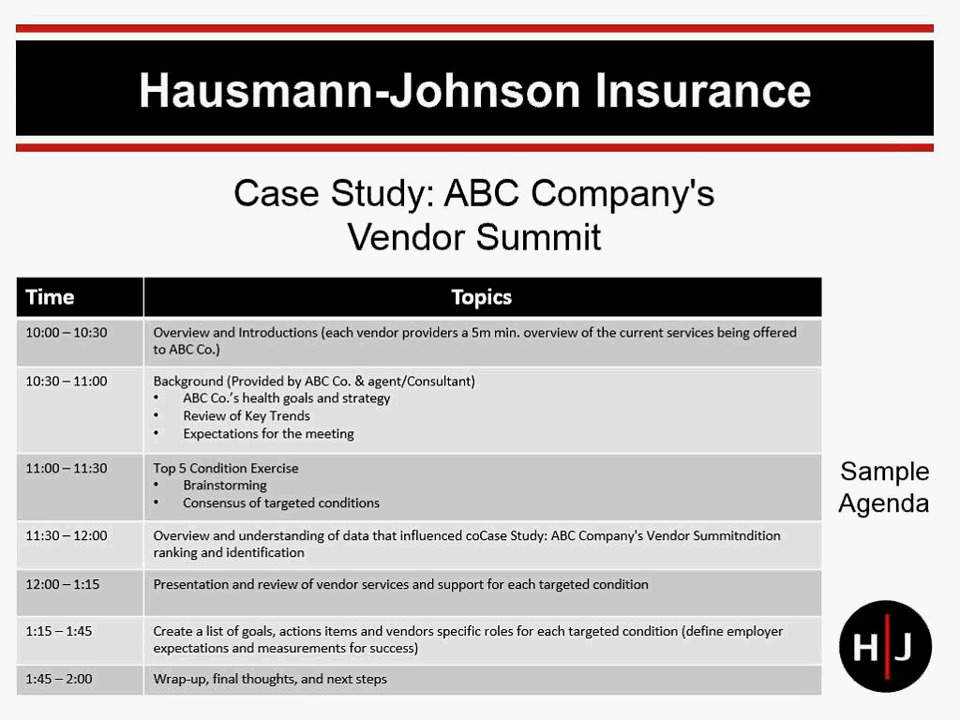 Hausmann-Johnson Insurance
Case Study: ABC Company's
Vendor Summit
Time Topics
10:00 – 10:30 Overview and Introductions (each vendor providers a 5m min. overview of the current services being offered
to ABC Co.)
10:30 – 11:00 Background (Provided by ABC Co. & agent/Consultant)
• ABC Co.'s health goals and strategy
• Review of Key Trends
• Expectations for the meeting
11:00 – 11:30 Top 5 Condition Exercise
• Brainstorming
• Consensus of targeted conditions
11:30 – 12:00 Overview and understanding of data that influenced coCase Study: ABC Company's Vendor Summitndition
ranking and identification
12:00 – 1:15 Presentation and review of vendor services and support for each targeted condition
1:15 – 1:45 Create a list of goals, actions items and vendors specific roles for each targeted condition (define employer
expectations and measurements for success)
1:45 – 2:00 Wrap-up, final thoughts, and next steps
Sample
Agenda
H|J